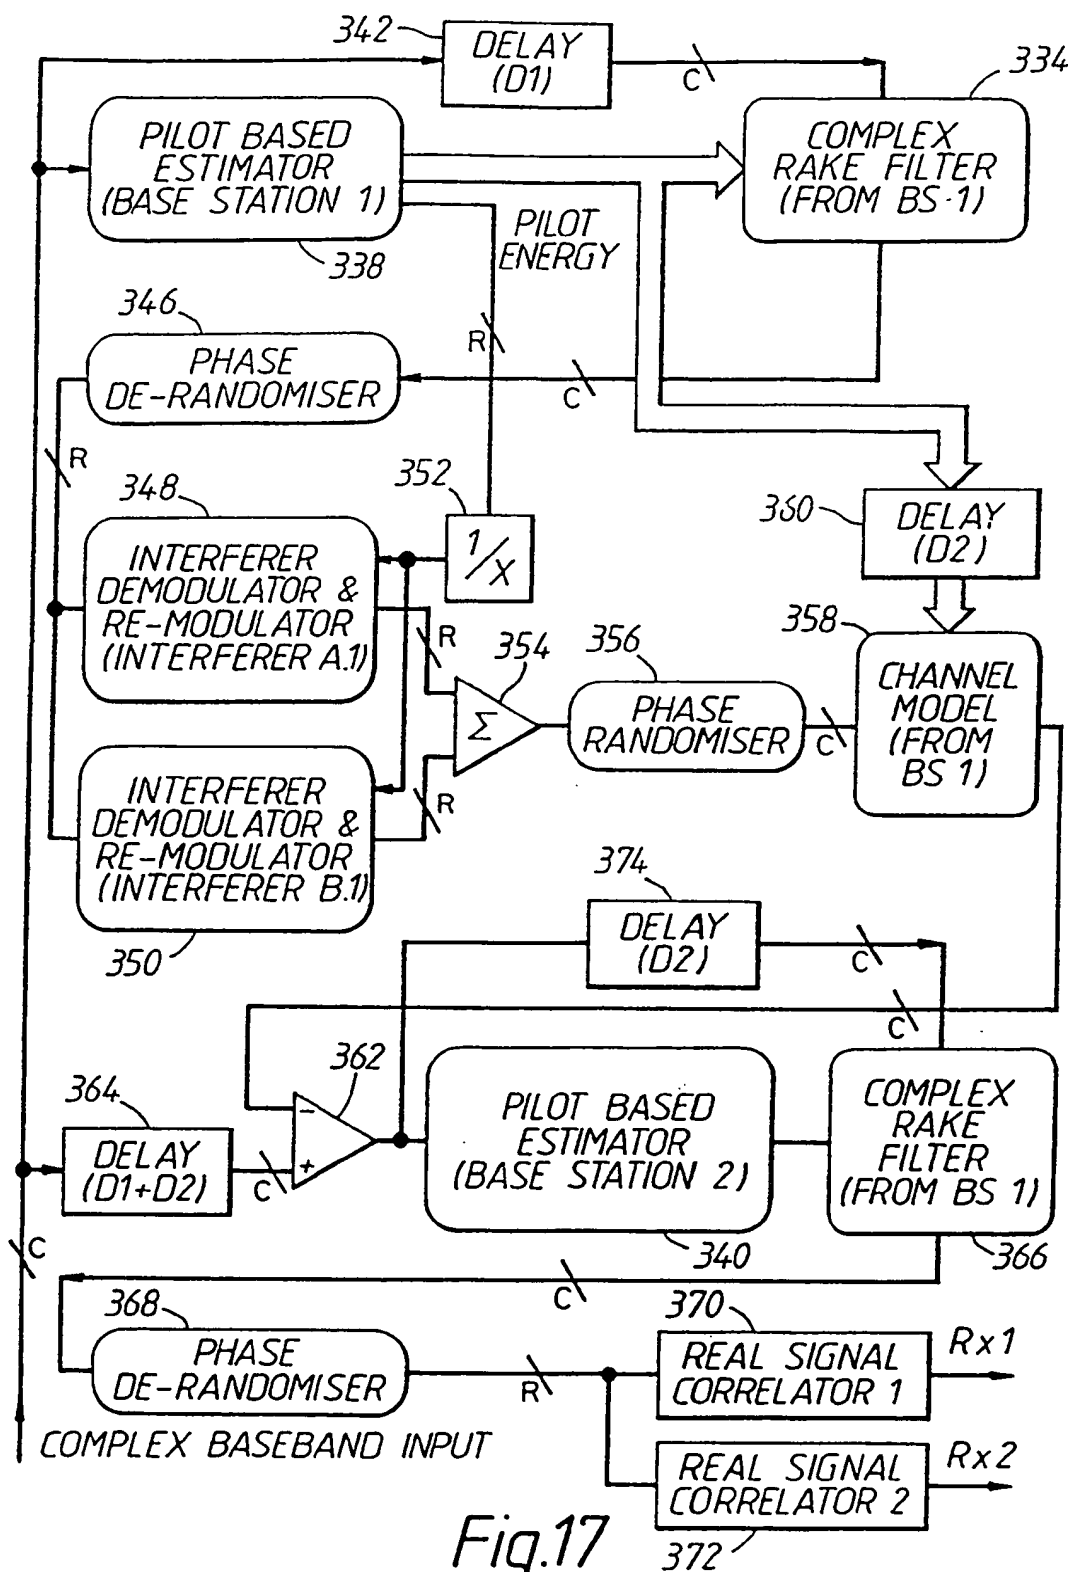 342
DELAY
(D1)
C
334
PILOT BASED
ESTIMATOR
(BASE STATION 1)
COMPLEX
RAKE FILTER
(FROM BS-1)
PILOT
ENERGY
338
346
R
PHASE
DE-RANDOMISER
C
R
348
352
360
DELAY
(D2)
1/X
INTERFERER
DEMODULATOR &
RE-MODULATOR
(INTERFERER A.1)
R
354
356
358
CHANNEL
MODEL
(FROM
BS 1)
Σ
PHASE
RANDOMISER
C
INTERFERER
DEMODULATOR &
RE-MODULATOR
(INTERFERER B.1)
R
374
350
DELAY
(D2)
C
C
362
364
-
+
PILOT BASED
ESTIMATOR
(BASE STATION 2)
COMPLEX
RAKE
FILTER
(FROM BS 1)
DELAY
(D1+D2)
C
C
340
366
C
368
370
PHASE
DE-RANDOMISER
R
REAL SIGNAL
CORRELATOR 1
Rx1
COMPLEX BASEBAND INPUT
REAL SIGNAL
CORRELATOR 2
Rx2
372
Fig.17